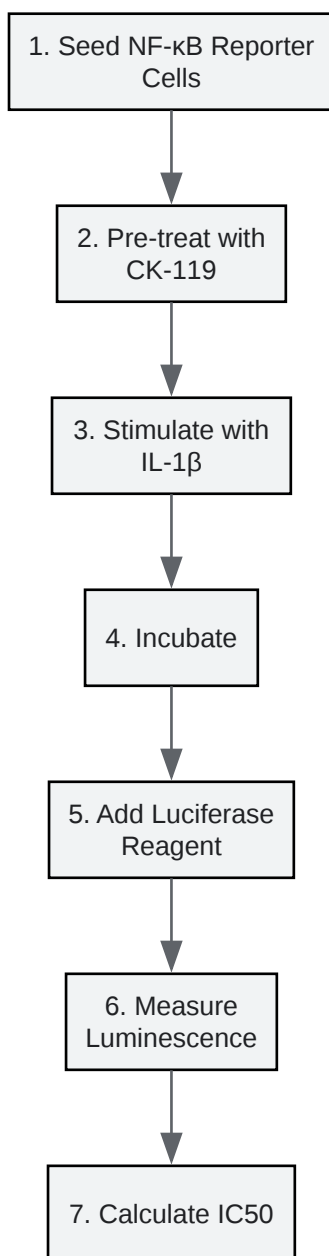 1. Seed NF-κB Reporter
Cells
2. Pre-treat with
CK-119
3. Stimulate with
IL-1β
4. Incubate
5. Add Luciferase
Reagent
6. Measure
Luminescence
7. Calculate IC50